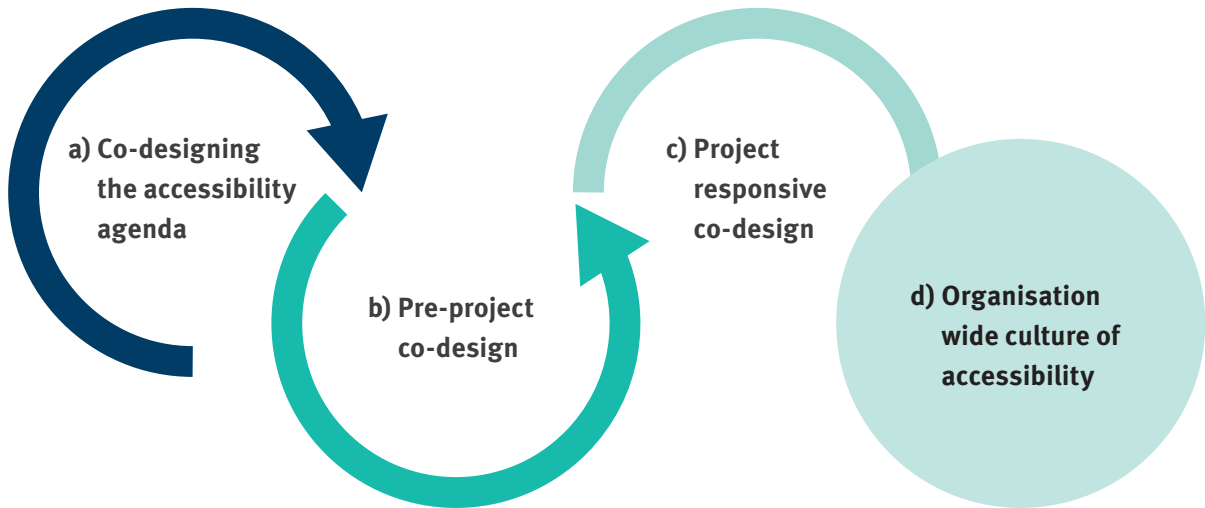 a) Co-designing
the accessibility
agenda
b) Pre-project
co-design
c) Project
responsive
co-design
d) Organisation
wide culture of
accessibility